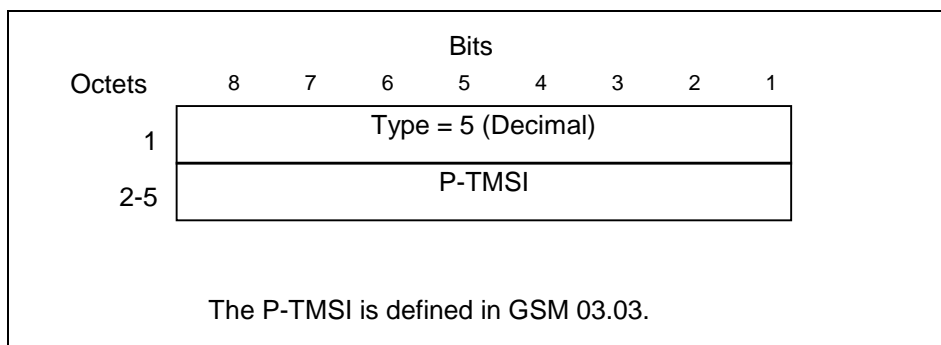 Bits
Octets 8 7 6 5 4 3 2 1
1 Type = 5 (Decimal)
2-5 P-TMSI
The P-TMSI is defined in GSM 03.03.